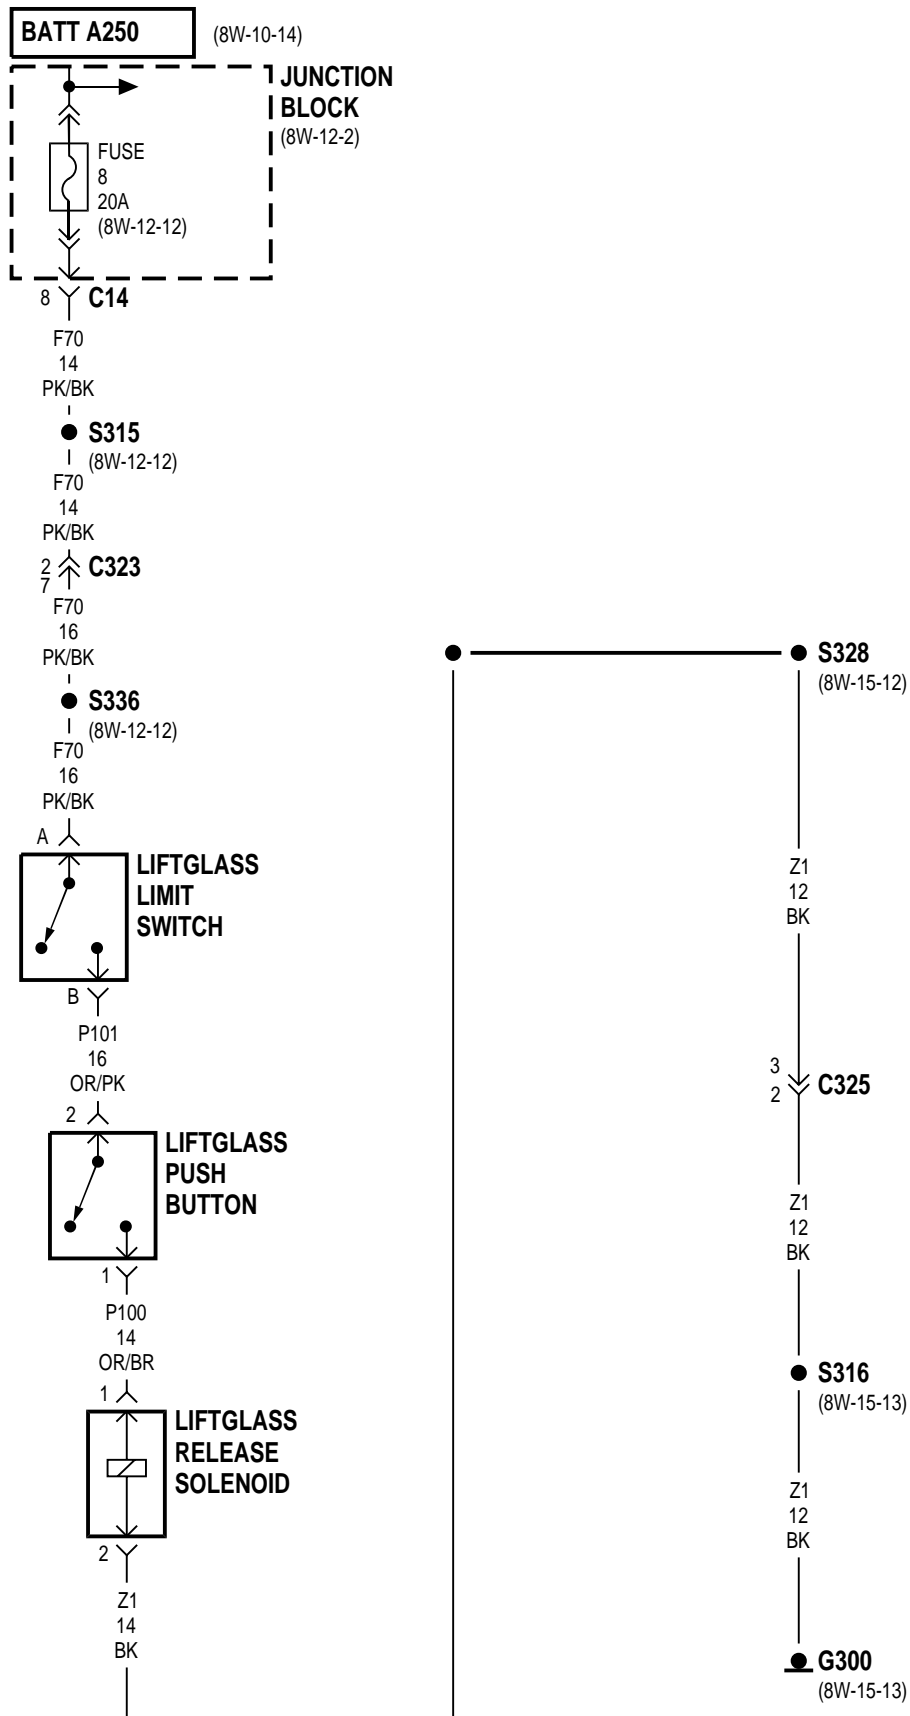 BATT A250 (8W-10-14)
JUNCTION
BLOCK
(8W-12-2)
FUSE
8
20A
(8W-12-12)
8 C14
F70
14
PK/BK
S315
(8W-12-12)
F70
14
PK/BK
2 C323
7
F70
16
PK/BK
S336
(8W-12-12)
F70
16
PK/BK
A
LIFTGLASS
LIMIT
SWITCH
B
P101
16
OR/PK
2
LIFTGLASS
PUSH
BUTTON
1
P100
14
OR/BR
1
LIFTGLASS
RELEASE
SOLENOID
2
Z1
14
BK
S328
(8W-15-12)
Z1
12
BK
3
2 C325
Z1
12
BK
S316
(8W-15-13)
Z1
12
BK
G300
(8W-15-13)